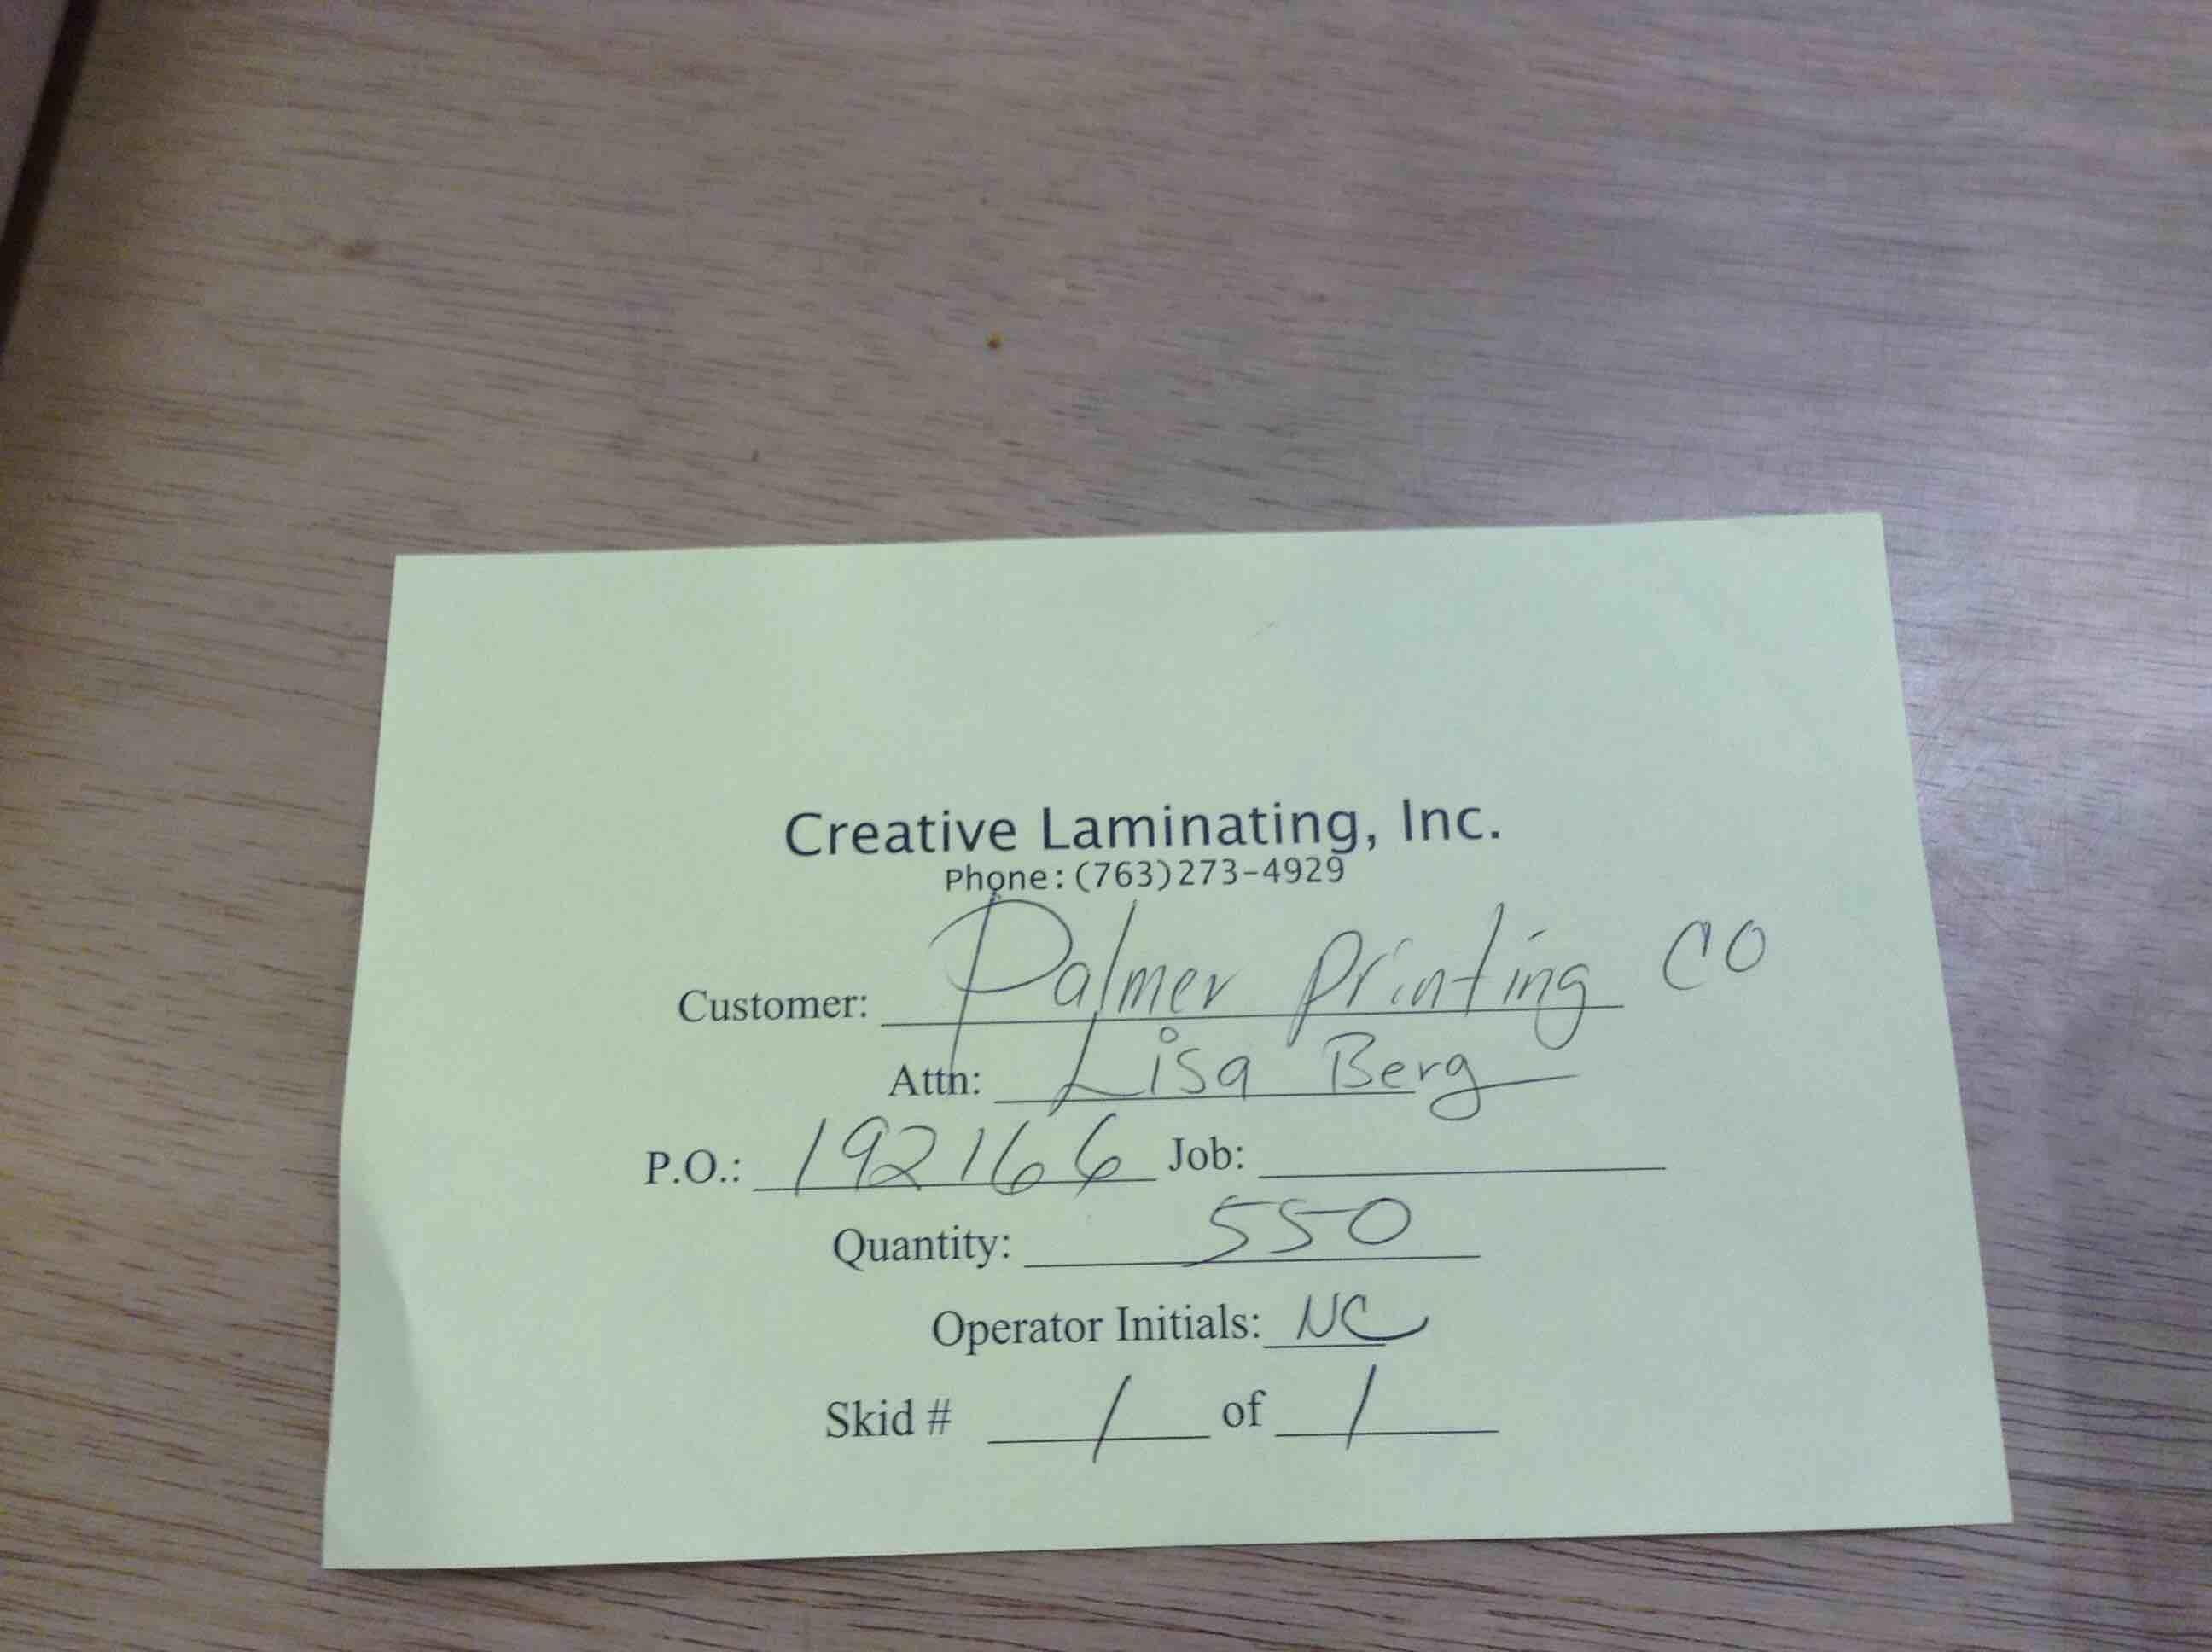 Creative Laminating, Inc.
Phone: (763)273-4929
Customer: Palmer Printing CO
Attn: Lisa Berg
P.O.: 192166 Job:
Quantity: 550
Operator Initials: NC
Skid # 1 of 1